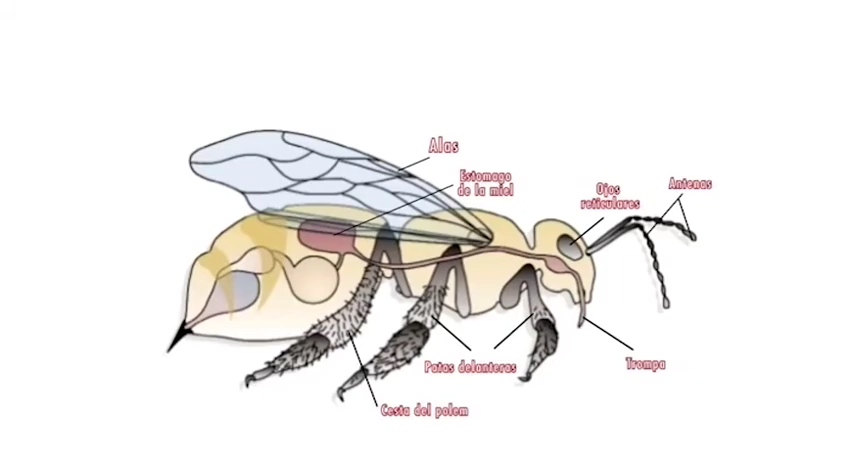 Alas
Estomago
de la miel
Ojos
reticulares
Antenas
Patas delanteras
Trompa
Cesta del polem